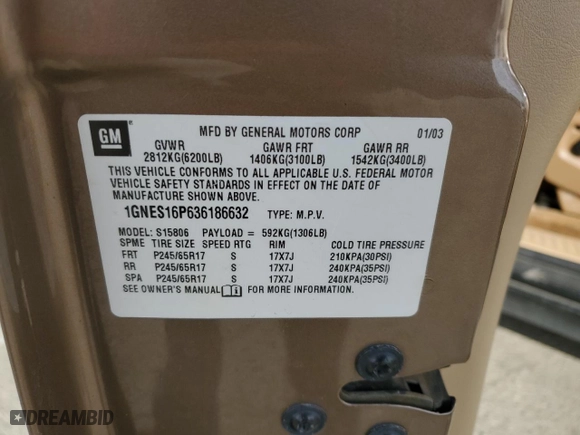 GM
MFD BY GENERAL MOTORS CORP 01/03
GVWR GAWR FRT GAWR RR
2812KG(6200LB) 1406KG(3100LB) 1542KG(3400LB)
THIS VEHICLE CONFORMS TO ALL APPLICABLE U.S. FEDERAL MOTOR
VEHICLE SAFETY STANDARDS IN EFFECT ON THE DATE OF
MANUFACTURE SHOWN ABOVE.
1GNES16P636186632 TYPE: M.P.V.
MODEL: S15806 PAYLOAD = 592KG(1306LB)
SPME TIRE SIZE SPEED RTG RIM COLD TIRE PRESSURE
FRT P245/65R17 S 17X7J 210KPA(30PSI)
RR P245/65R17 S 17X7J 240KPA(35PSI)
SPA P245/65R17 S 17X7J 240KPA(35PSI)
SEE OWNER'S MANUAL FOR MORE INFORMATION.
DREAMBID